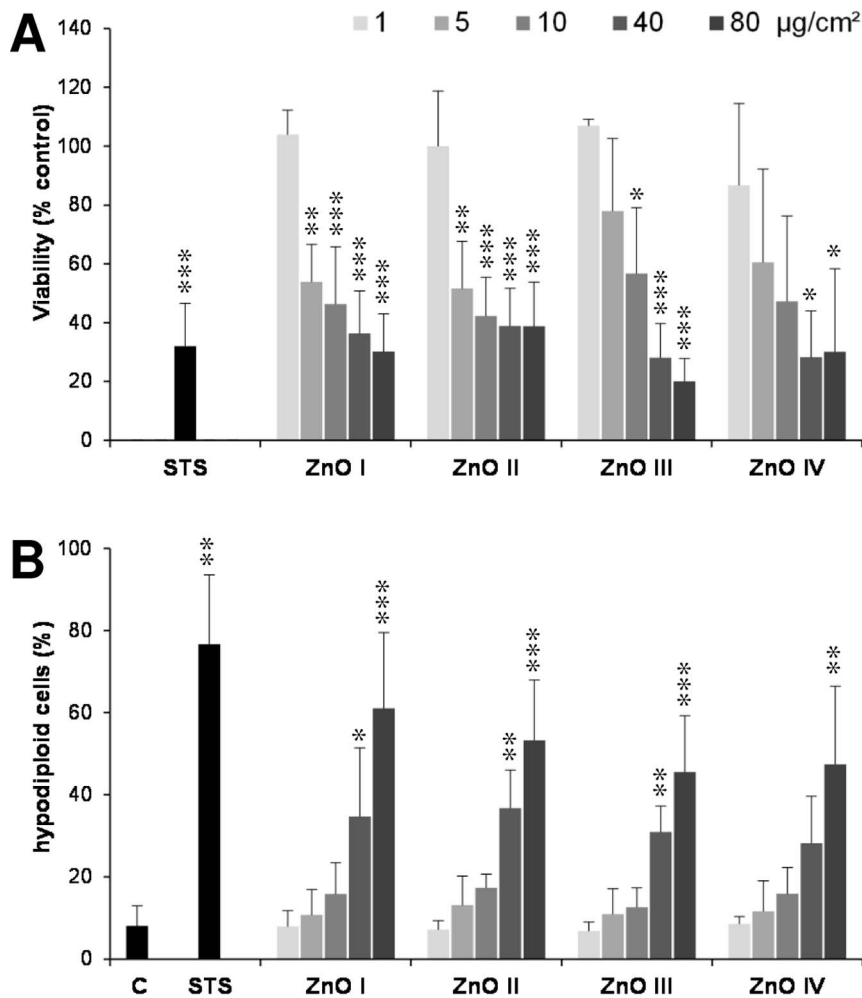 1 5 10 40 80 µg/cm²
A
Viability (% control)
140
120
100
80
60
40
20
0
***
** *** *** ***
** *** *** ***
* *** ***
* *
STS ZnO I ZnO II ZnO III ZnO IV
B
hypodiploid cells (%)
100
80
60
40
20
0
**
* ***
** ***
** ***
**
C STS ZnO I ZnO II ZnO III ZnO IV